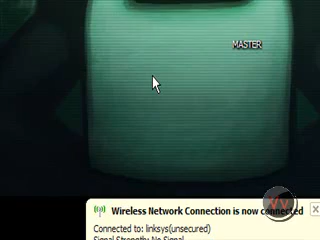 MASTER
Wireless Network Connection is now connected
Connected to: linksys(unsecured)
Signal Strength: No Signal